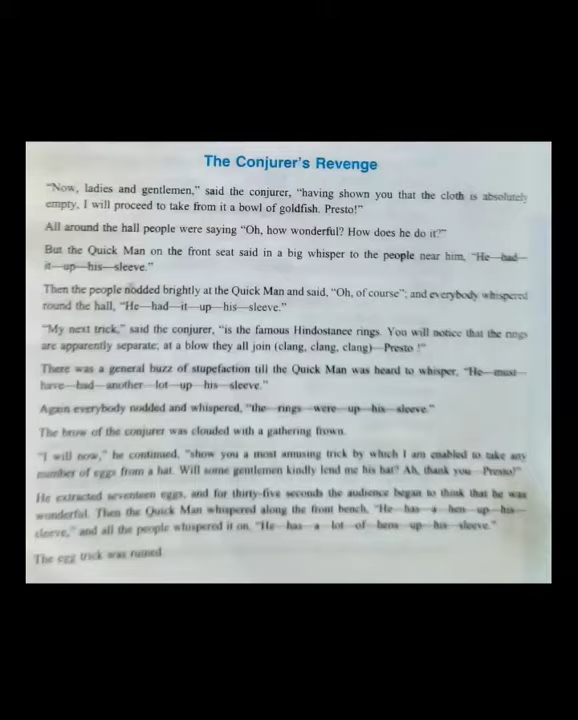 The Conjurer's Revenge
"Now, ladies and gentlemen," said the conjurer, "having shown you that the cloth is absolutely
empty, I will proceed to take from it a bowl of goldfish. Presto!"
All around the hall people were saying "Oh, how wonderful? How does he do it?"
But the Quick Man on the front seat said in a big whisper to the people near him, "He—had—
it—up—his—sleeve."
Then the people nodded brightly at the Quick Man and said, "Oh, of course"; and everybody whispered
round the hall, "He—had—it—up—his—sleeve."
"My next trick," said the conjurer, "is the famous Hindostanee rings. You will notice that the rings
are apparently separate; at a blow they all join (clang, clang, clang)—Presto !"
There was a general buzz of stupefaction till the Quick Man was heard to whisper, "He—must—
have—had—another—lot—up—his—sleeve."
Again everybody nodded and whispered, "the—rings—were—up—his—sleeve."
The brow of the conjurer was clouded with a gathering frown.
"I will now," he continued, "show you a most amusing trick by which I am enabled to take any
number of eggs from a hat. Will some gentlemen kindly lend me his hat? Ah, thank you—Presto!"
He extracted seventeen eggs, and for thirty-five seconds the audience began to think that he was
wonderful. Then the Quick Man whispered along the front bench, "He—has—a—hen—up—his—
sleeve," and all the people whispered it on. "He—has—a—lot—of—hens—up—his—sleeve."
The egg trick was ruined.